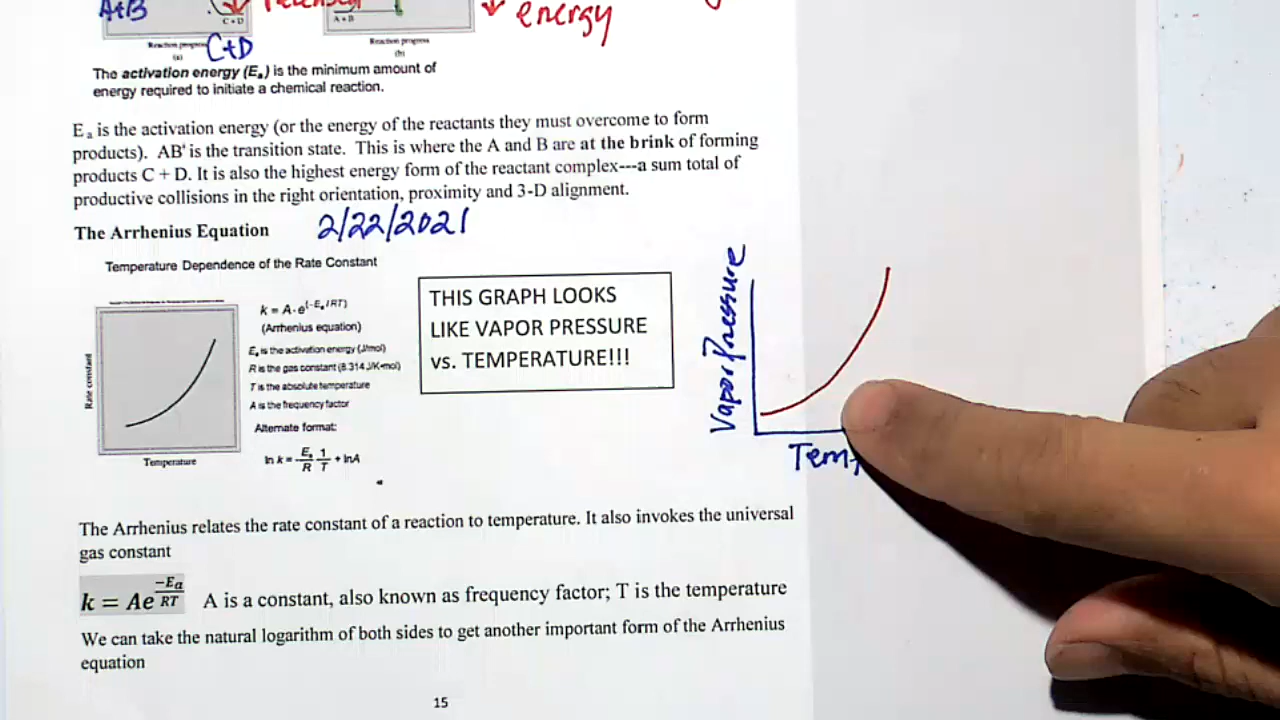 A+B
C+D
A+B
energy
Reaction progress
(a)
C+D
Reaction progress
(b)
The activation energy (Ea) is the minimum amount of
energy required to initiate a chemical reaction.
E a is the activation energy (or the energy of the reactants they must overcome to form
products). AB' is the transition state. This is where the A and B are at the brink of forming
products C + D. It is also the highest energy form of the reactant complex---a sum total of
productive collisions in the right orientation, proximity and 3-D alignment.
The Arrhenius Equation
2/22/2021
Temperature Dependence of the Rate Constant
Rate constant
Temperature
k = A·e(-Ea/RT)
(Arrhenius equation)
Ea is the activation energy (J/mol)
R is the gas constant (8.314 J/K•mol)
T is the absolute temperature
A is the frequency factor
Alternate format:
ln k = - Ea/R 1/T + lnA
THIS GRAPH LOOKS
LIKE VAPOR PRESSURE
vs. TEMPERATURE!!!
Vapor Pressure
Tem
The Arrhenius relates the rate constant of a reaction to temperature. It also invokes the universal
gas constant
k = Ae -Ea/RT A is a constant, also known as frequency factor; T is the temperature
We can take the natural logarithm of both sides to get another important form of the Arrhenius
equation
15